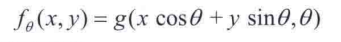 f_θ(x, y) = g(x cosθ + y sinθ, θ)